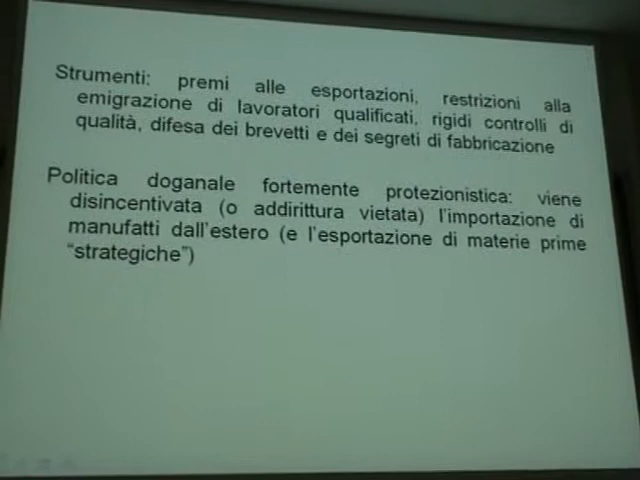 Strumenti: premi alle esportazioni, restrizioni alla
emigrazione di lavoratori qualificati, rigidi controlli di
qualità, difesa dei brevetti e dei segreti di fabbricazione
Politica doganale fortemente protezionistica: viene
disincentivata (o addirittura vietata) l'importazione di
manufatti dall'estero (e l'esportazione di materie prime
“strategiche”)